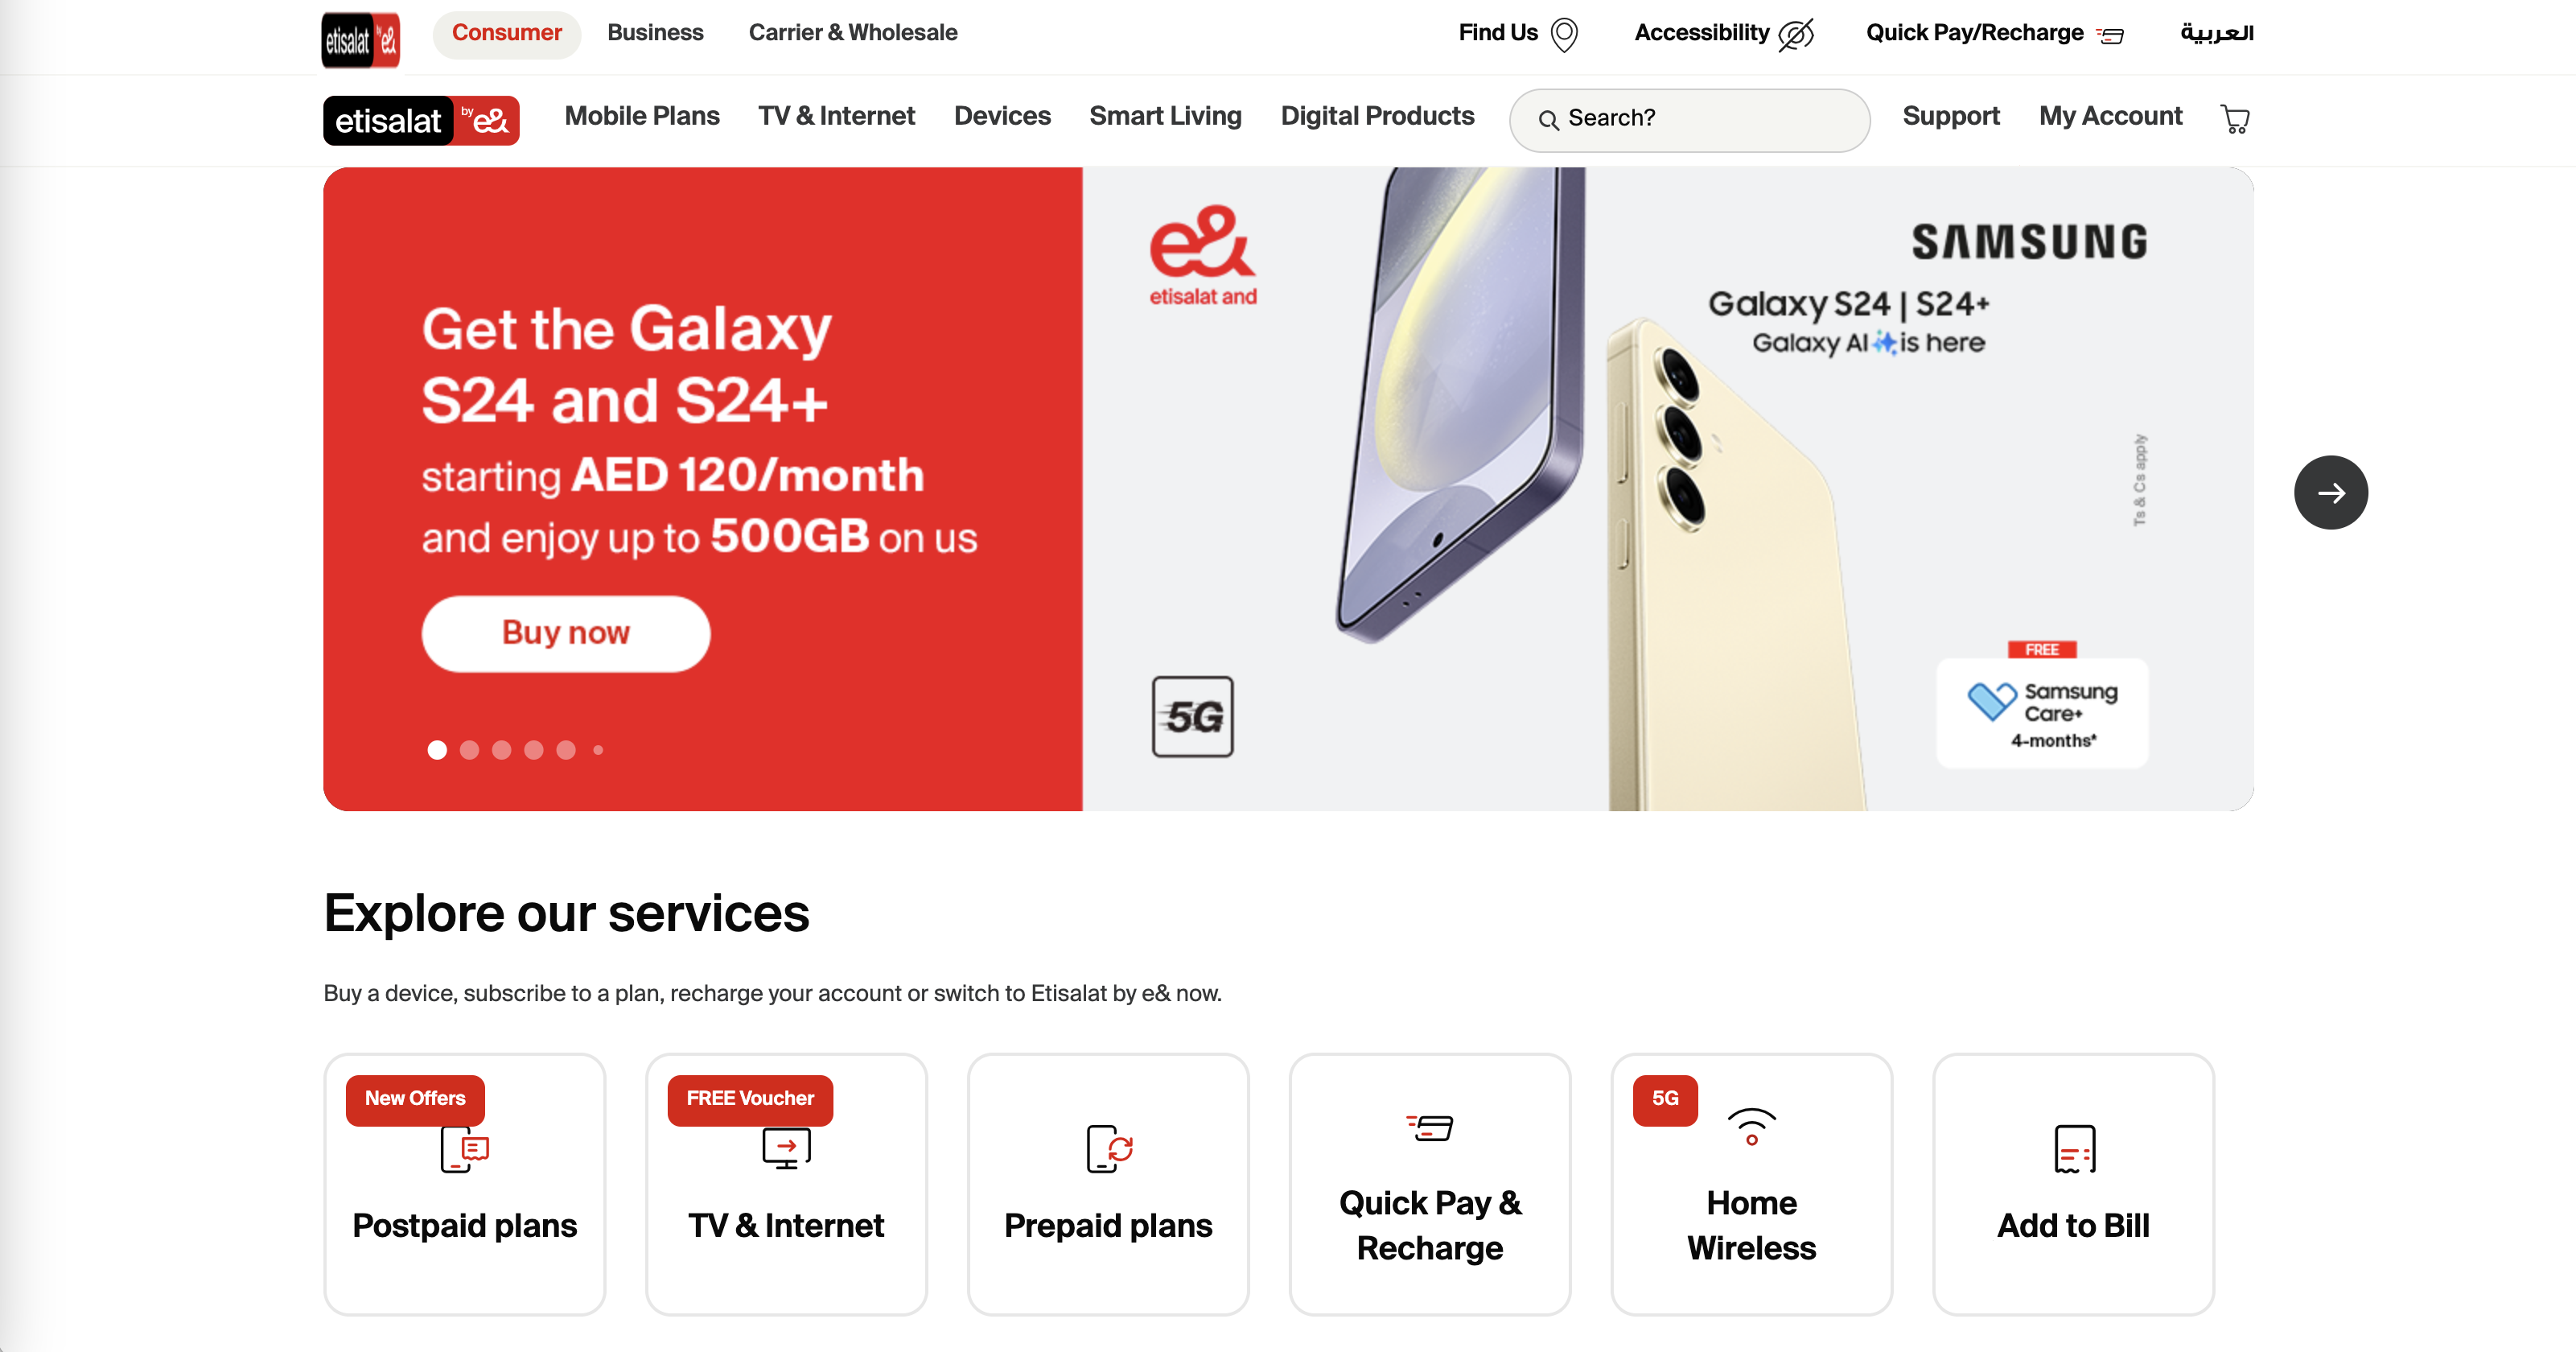 etisalat by e&
Consumer
Business
Carrier & Wholesale
Find Us
Accessibility
Quick Pay/Recharge
العربية
etisalat by e&
Mobile Plans
TV & Internet
Devices
Smart Living
Digital Products
Search?
Support
My Account
Get the Galaxy
S24 and S24+
starting AED 120/month
and enjoy up to 500GB on us
Buy now
e&
etisalat and
5G
SAMSUNG
Galaxy S24 | S24+
Galaxy AI is here
Ts & Cs apply
FREE
Samsung
Care+
4-months*
Explore our services
Buy a device, subscribe to a plan, recharge your account or switch to Etisalat by e& now.
New Offers
Postpaid plans
FREE Voucher
TV & Internet
Prepaid plans
Quick Pay &
Recharge
5G
Home
Wireless
Add to Bill